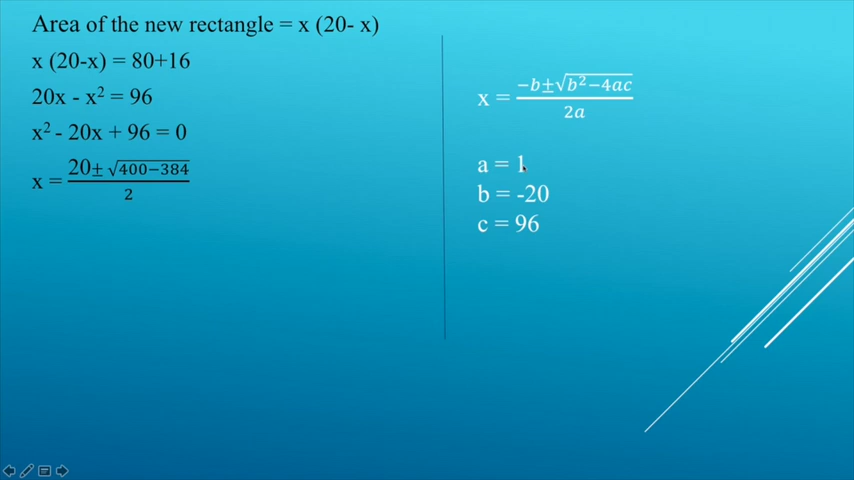 Area of the new rectangle = x (20- x)
x (20-x) = 80+16
20x - x² = 96
x² - 20x + 96 = 0
x = 20± √400−384 / 2
x = −b±√b²−4ac / 2a
a = 1
b = -20
c = 96